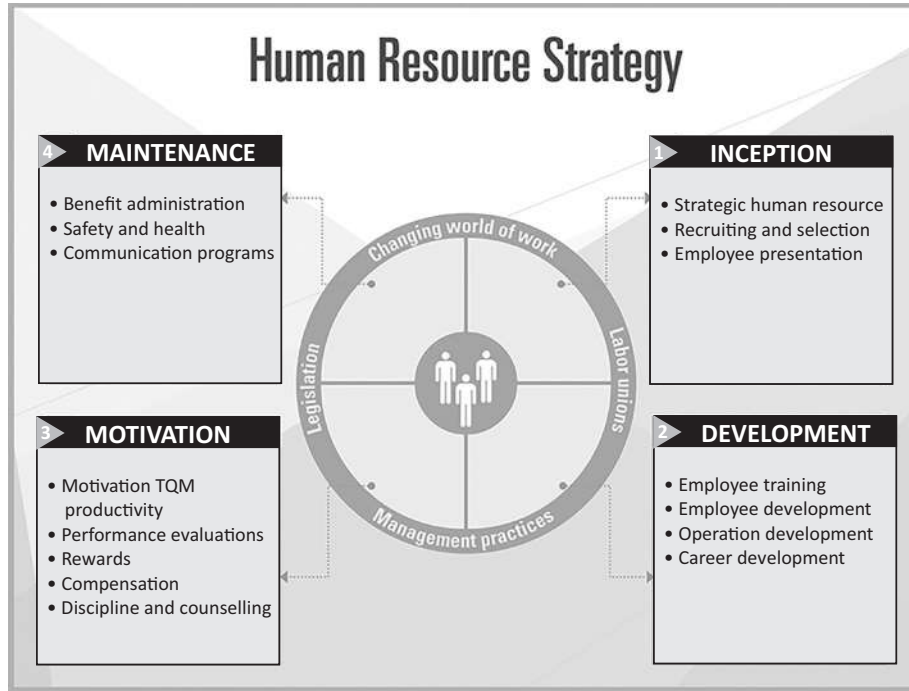 Human Resource Strategy
4 MAINTENANCE
• Benefit administration
• Safety and health
• Communication programs
1 INCEPTION
• Strategic human resource
• Recruiting and selection
• Employee presentation
Changing world of work
Labor unions
Management practices
Legislation
3 MOTIVATION
• Motivation TQM
productivity
• Performance evaluations
• Rewards
• Compensation
• Discipline and counselling
2 DEVELOPMENT
• Employee training
• Employee development
• Operation development
• Career development